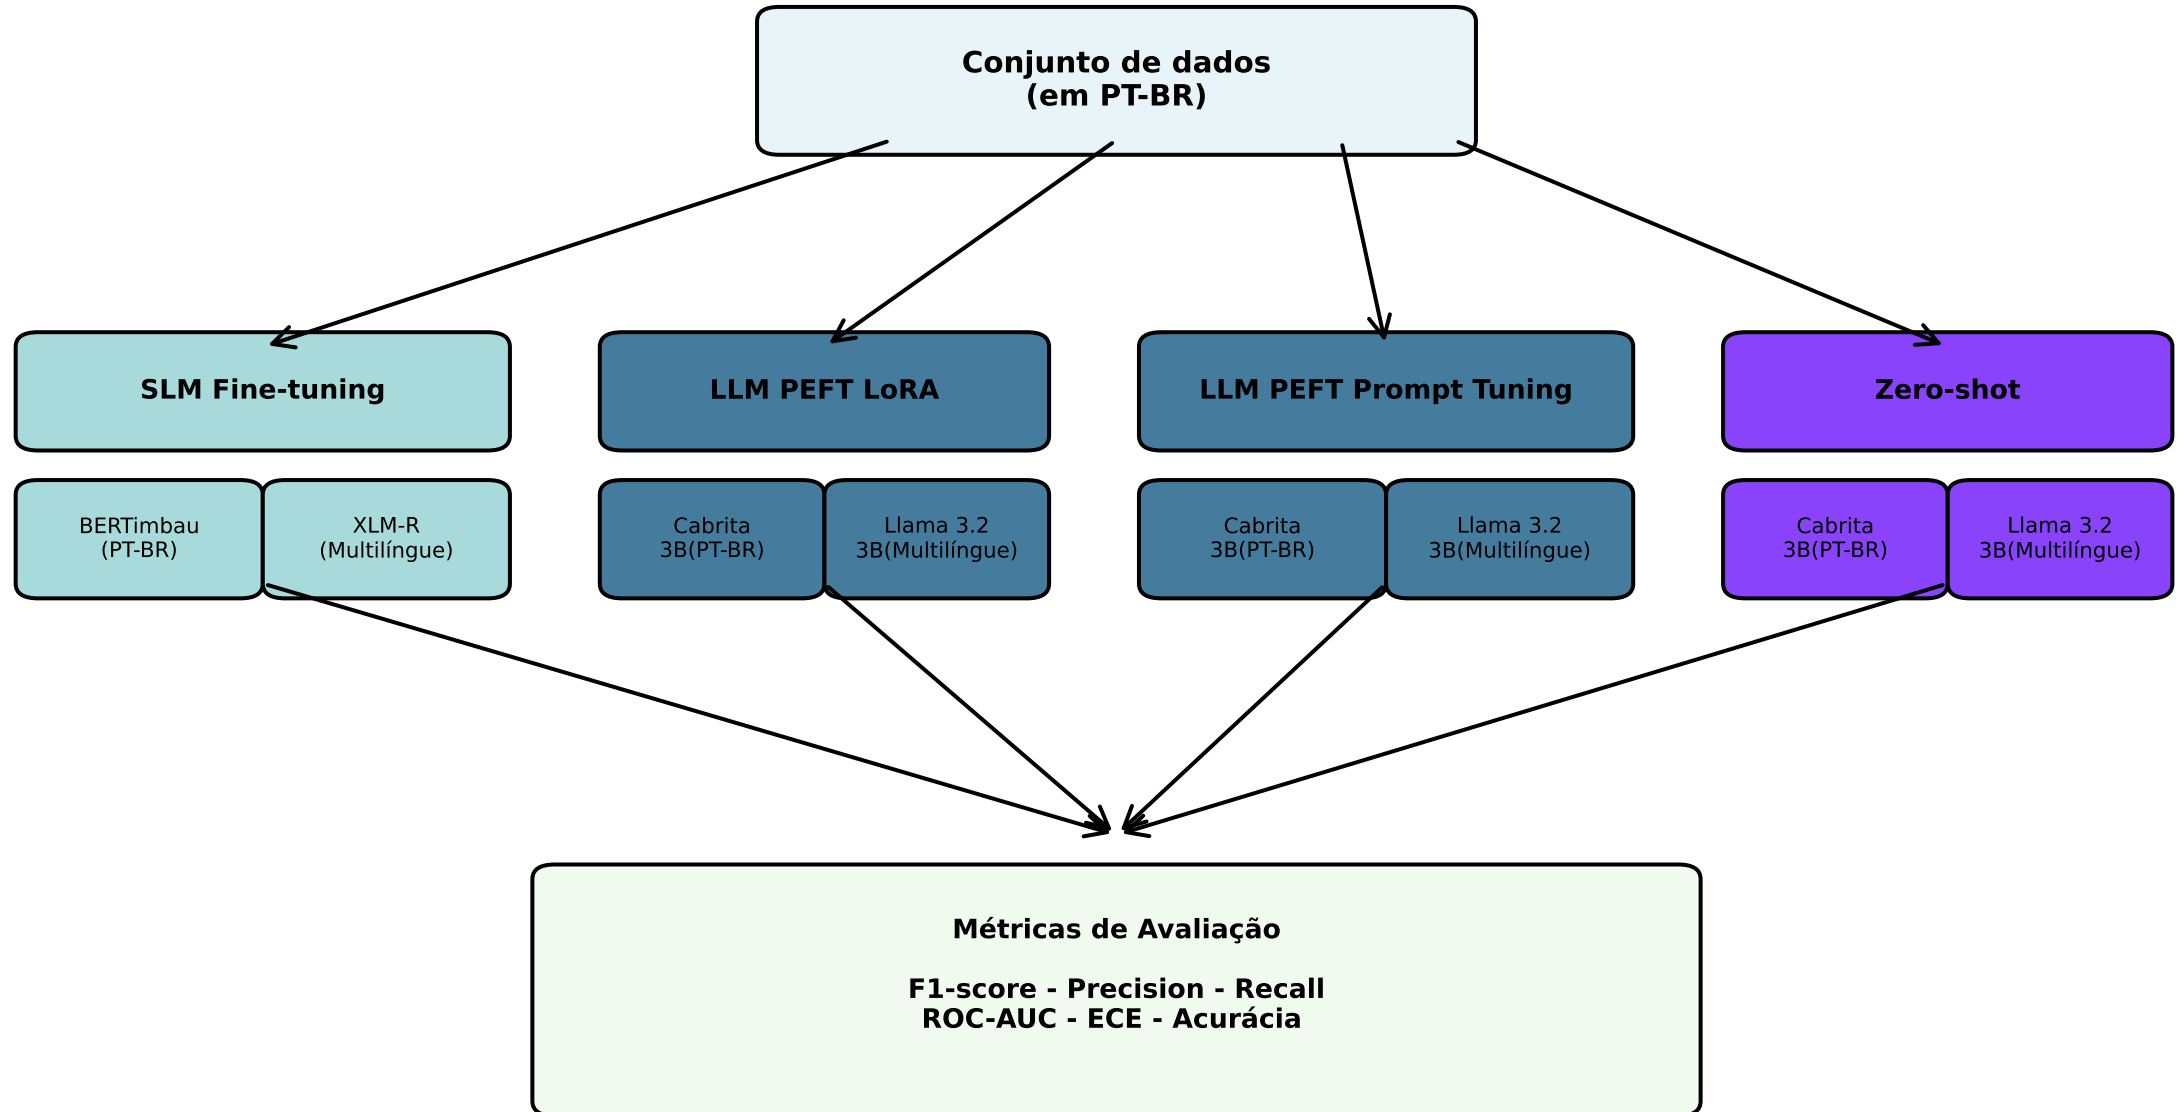 Conjunto de dados
(em PT-BR)
SLM Fine-tuning
LLM PEFT LoRA
LLM PEFT Prompt Tuning
Zero-shot
BERTimbau
(PT-BR)
XLM-R
(Multilíngue)
Cabrita
3B(PT-BR)
Llama 3.2
3B(Multilíngue)
Cabrita
3B(PT-BR)
Llama 3.2
3B(Multilíngue)
Cabrita
3B(PT-BR)
Llama 3.2
3B(Multilíngue)
Métricas de Avaliação
F1-score - Precision - Recall
ROC-AUC - ECE - Acurácia